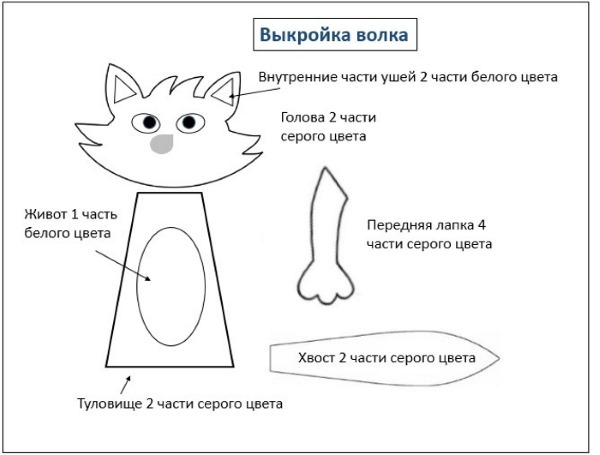 Выкройка волка
Внутренние части ушей 2 части белого цвета
Голова 2 части
серого цвета
Живот 1 часть
белого цвета
Передняя лапка 4
части серого цвета
Хвост 2 части серого цвета
Туловище 2 части серого цвета